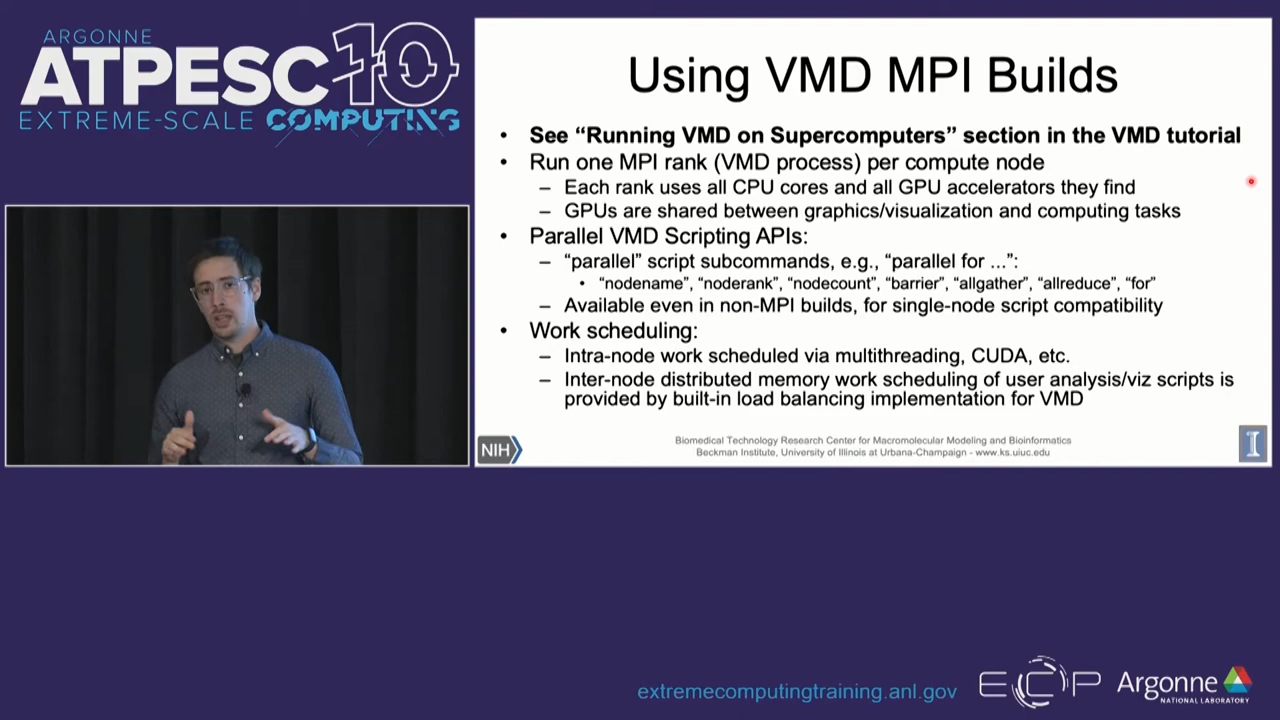 ARGONNE
ATPESC10
EXTREME-SCALE COMPUTING
Using VMD MPI Builds
• See “Running VMD on Supercomputers” section in the VMD tutorial
• Run one MPI rank (VMD process) per compute node
– Each rank uses all CPU cores and all GPU accelerators they find
– GPUs are shared between graphics/visualization and computing tasks
• Parallel VMD Scripting APIs:
– “parallel” script subcommands, e.g., “parallel for ...”:
• “nodename”, “noderank”, “nodecount”, “barrier”, “allgather”, “allreduce”, “for”
– Available even in non-MPI builds, for single-node script compatibility
• Work scheduling:
– Intra-node work scheduled via multithreading, CUDA, etc.
– Inter-node distributed memory work scheduling of user analysis/viz scripts is
provided by built-in load balancing implementation for VMD
NIH
Biomedical Technology Research Center for Macromolecular Modeling and Bioinformatics
Beckman Institute, University of Illinois at Urbana-Champaign - www.ks.uiuc.edu
I
extremecomputingtraining.anl.gov
ECP
Argonne
NATIONAL LABORATORY